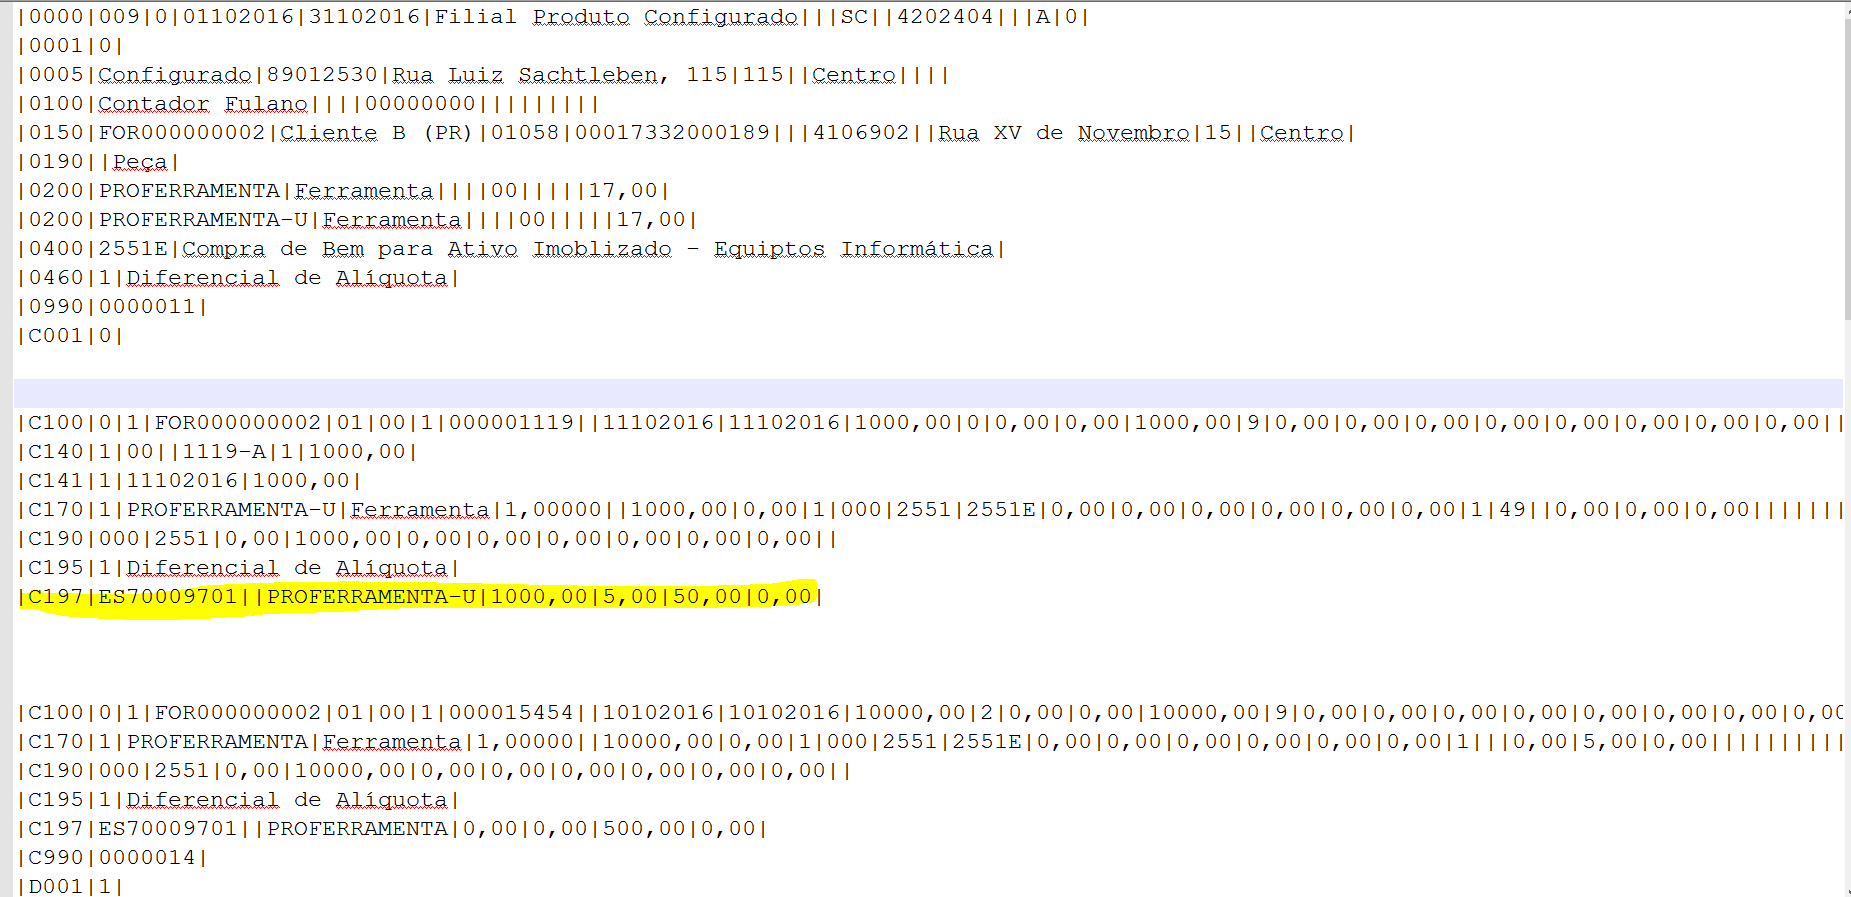 |0000|009|0|01102016|31102016|Filial Produto Configurado|||SC||4202404|||A|0|
|0001|0|
|0005|Configurado|89012530|Rua Luiz Sachtleben, 115|115||Centro||||
|0100|Contador Fulano||||00000000||||||||||
|0150|FOR000000002|Cliente B (PR)|01058|00017332000189|||4106902||Rua XV de Novembro|15||Centro|
|0190||Peça|
|0200|PROFERRAMENTA|Ferramenta||||00|||||17,00|
|0200|PROFERRAMENTA-U|Ferramenta||||00|||||17,00|
|0400|2551E|Compra de Bem para Ativo Imoblizado - Equiptos Informática|
|0460|1|Diferencial de Alíquota|
|0990|0000011|
|C001|0|
|C100|0|1|FOR000000002|01|00|1|000001119||11102016|11102016|1000,00|0|0,00|0,00|1000,00|9|0,00|0,00|0,00|0,00|0,00|0,00|0,00|0,00||
|C140|1|00||1119-A|1|1000,00|
|C141|1|11102016|1000,00|
|C170|1|PROFERRAMENTA-U|Ferramenta|1,00000||1000,00|0,00|1|000|2551|2551E|0,00|0,00|0,00|0,00|0,00|0,00|1|49||0,00|0,00|0,00|||||||
|C190|000|2551|0,00|1000,00|0,00|0,00|0,00|0,00|0,00|0,00||
|C195|1|Diferencial de Alíquota|
|C197|ES70009701||PROFERRAMENTA-U|1000,00|5,00|50,00|0,00|
|C100|0|1|FOR000000002|01|00|1|000015454||10102016|10102016|10000,00|2|0,00|0,00|10000,00|9|0,00|0,00|0,00|0,00|0,00|0,00|0,00|0,00
|C170|1|PROFERRAMENTA|Ferramenta|1,00000||10000,00|0,00|1|000|2551|2551E|0,00|0,00|0,00|0,00|0,00|0,00|1|||0,00|5,00|0,00||||||||||
|C190|000|2551|0,00|10000,00|0,00|0,00|0,00|0,00|0,00|0,00||
|C195|1|Diferencial de Alíquota|
|C197|ES70009701||PROFERRAMENTA|0,00|0,00|500,00|0,00|
|C990|0000014|
|D001|1|